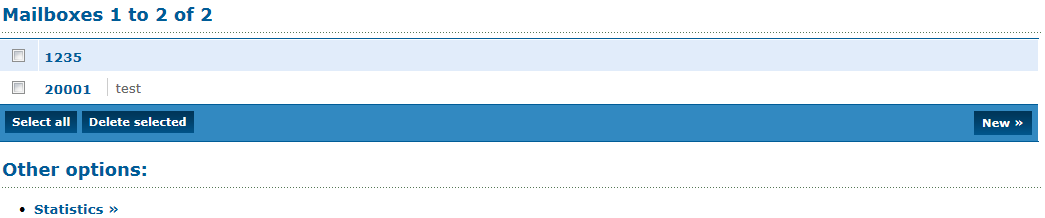 Mailboxes 1 to 2 of 2
1235
20001 test
Select all Delete selected New »
Other options:
• Statistics »